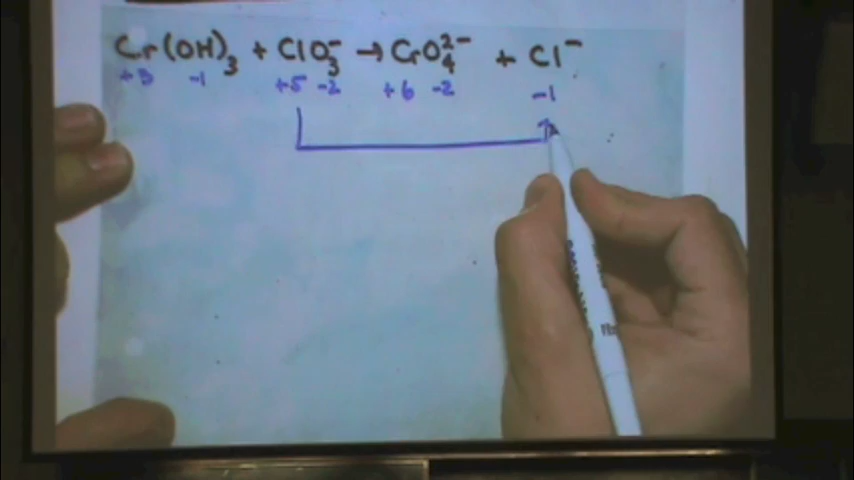 Cr(OH)₃ + ClO₃⁻ → CrO₄²⁻ + Cl⁻
+3 -1 +5 -2 +6 -2 -1